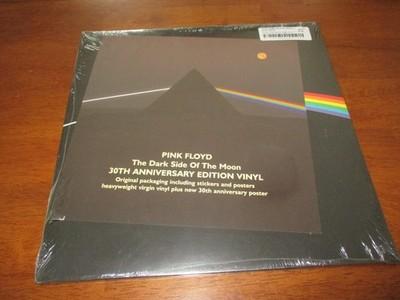 PINK FLOYD
The Dark Side Of The Moon
30TH ANNIVERSARY EDITION VINYL
Original packaging including stickers and posters
heavyweight virgin vinyl plus new 30th anniversary poster